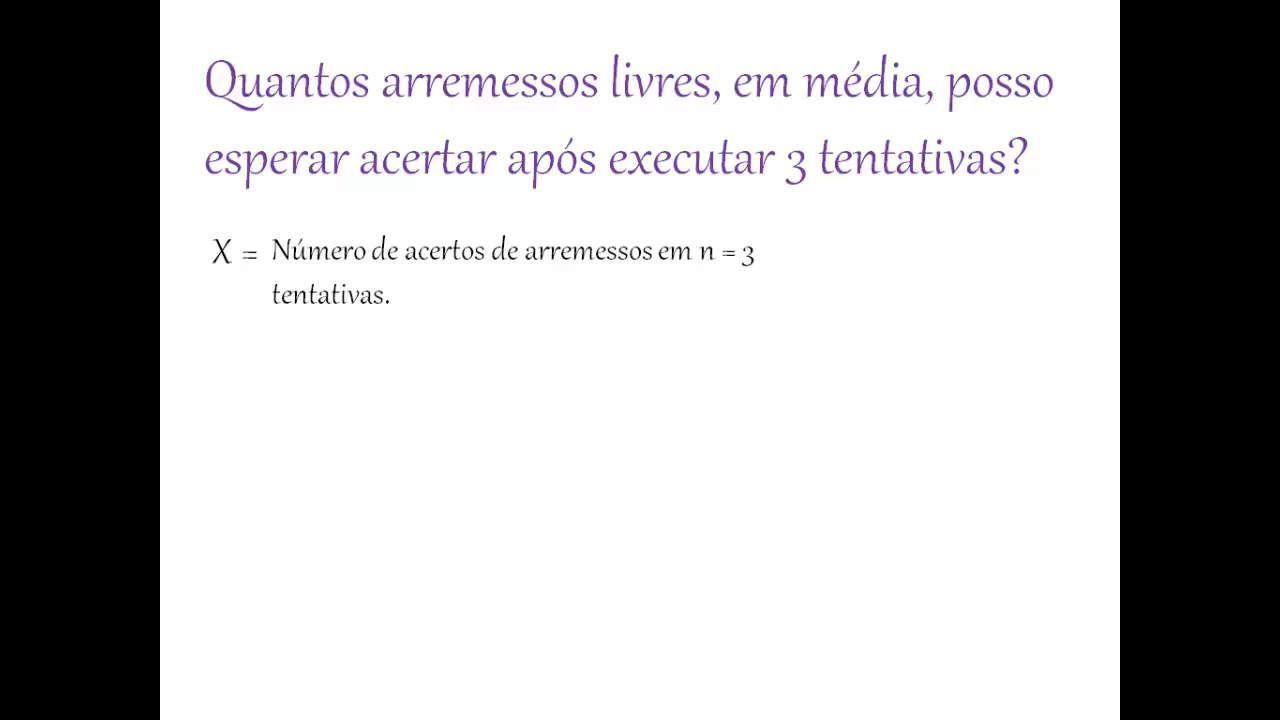 Quantos arremessos livres, em média, posso
esperar acertar após executar 3 tentativas?
X = Número de acertos de arremessos em n = 3
tentativas.